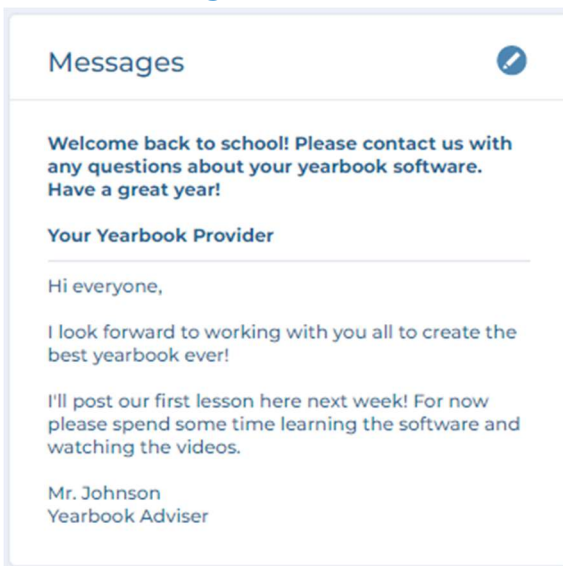 Messages
Welcome back to school! Please contact us with
any questions about your yearbook software.
Have a great year!
Your Yearbook Provider
Hi everyone,
I look forward to working with you all to create the
best yearbook ever!
I'll post our first lesson here next week! For now
please spend some time learning the software and
watching the videos.
Mr. Johnson
Yearbook Adviser